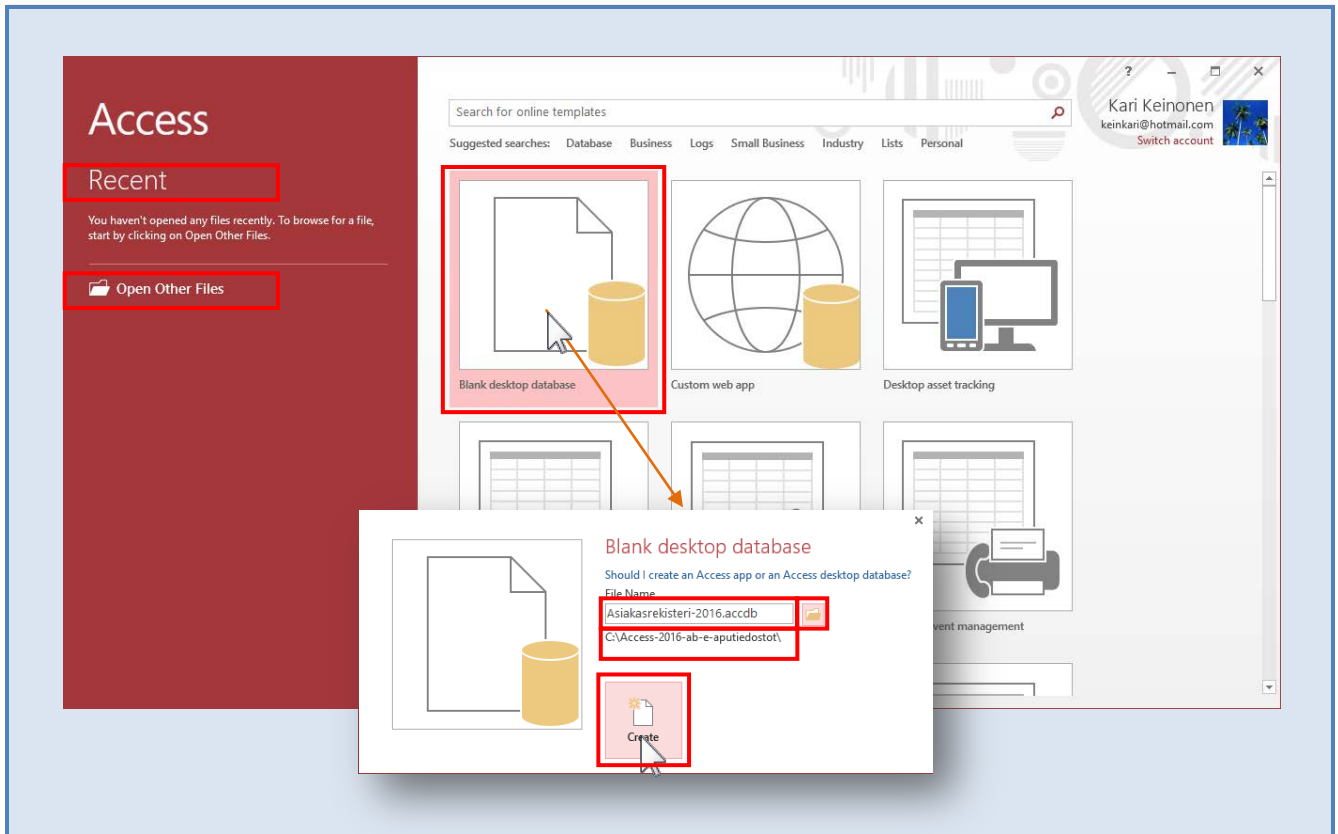 ?
Access
Search for online templates
Kari Keinonen
keinkari@hotmail.com
Switch account
Suggested searches: Database Business Logs Small Business Industry Lists Personal
Recent
You haven't opened any files recently. To browse for a file,
start by clicking on Open Other Files.
Open Other Files
Blank desktop database
Custom web app
Desktop asset tracking
Blank desktop database
Should I create an Access app or an Access desktop database?
File Name
Asiakasrekisteri-2016.accdb
C:\Access-2016-ab-e-aputiedostot\
vent management
Create